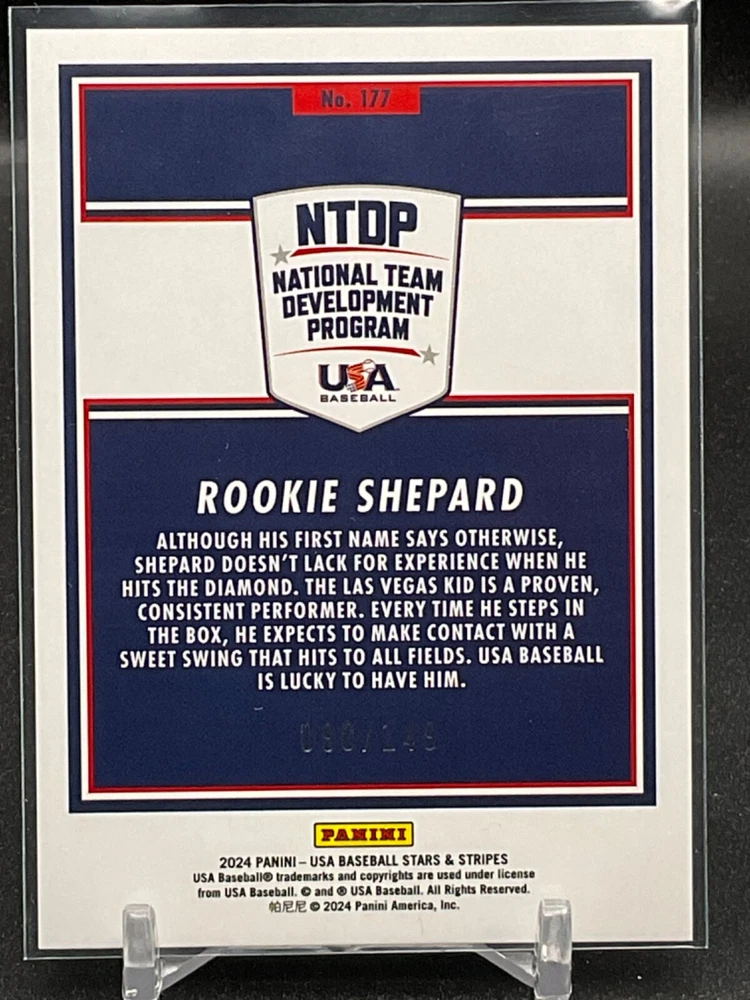 No. 177
NTDP
NATIONAL TEAM
DEVELOPMENT
PROGRAM
USA
BASEBALL
ROOKIE SHEPARD
ALTHOUGH HIS FIRST NAME SAYS OTHERWISE,
SHEPARD DOESN'T LACK FOR EXPERIENCE WHEN HE
HITS THE DIAMOND. THE LAS VEGAS KID IS A PROVEN,
CONSISTENT PERFORMER. EVERY TIME HE STEPS IN
THE BOX, HE EXPECTS TO MAKE CONTACT WITH A
SWEET SWING THAT HITS TO ALL FIELDS. USA BASEBALL
IS LUCKY TO HAVE HIM.
PANINI
2024 PANINI – USA BASEBALL STARS & STRIPES
USA Baseball® trademarks and copyrights are used under license
from USA Baseball. © and ® USA Baseball. All Rights Reserved.
帕尼尼 © 2024 Panini America, Inc.